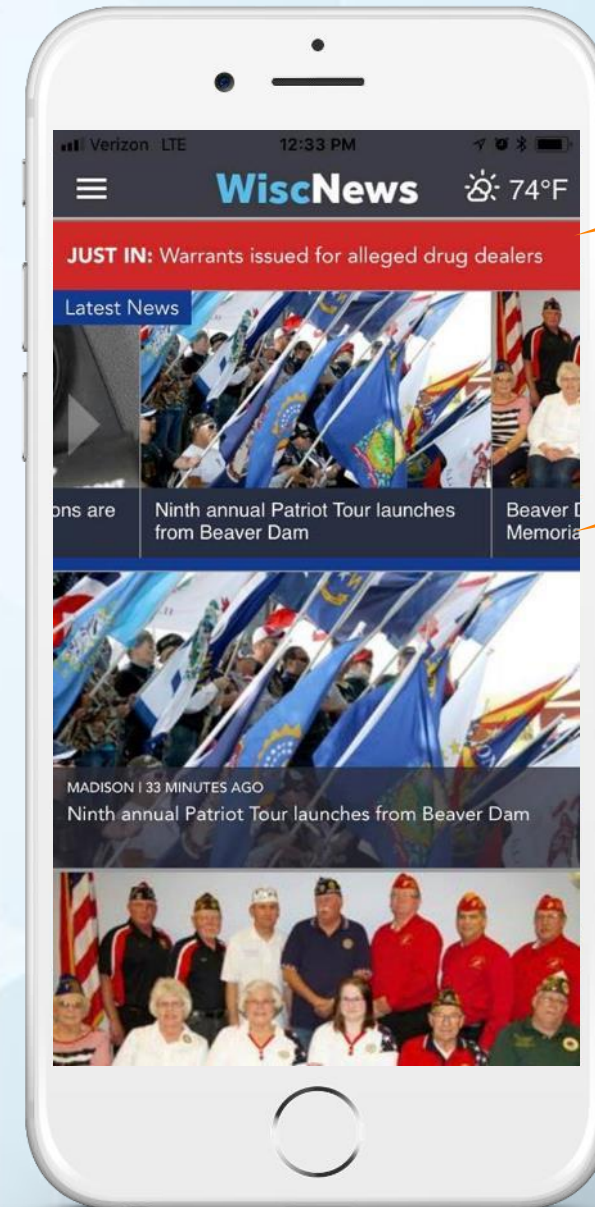 Verizon LTE 12:33 PM
WiscNews 74°F
JUST IN: Warrants issued for alleged drug dealers
Latest News
ons are
Ninth annual Patriot Tour launches
from Beaver Dam
Beaver D
Memoria
MADISON | 33 MINUTES AGO
Ninth annual Patriot Tour launches from Beaver Dam